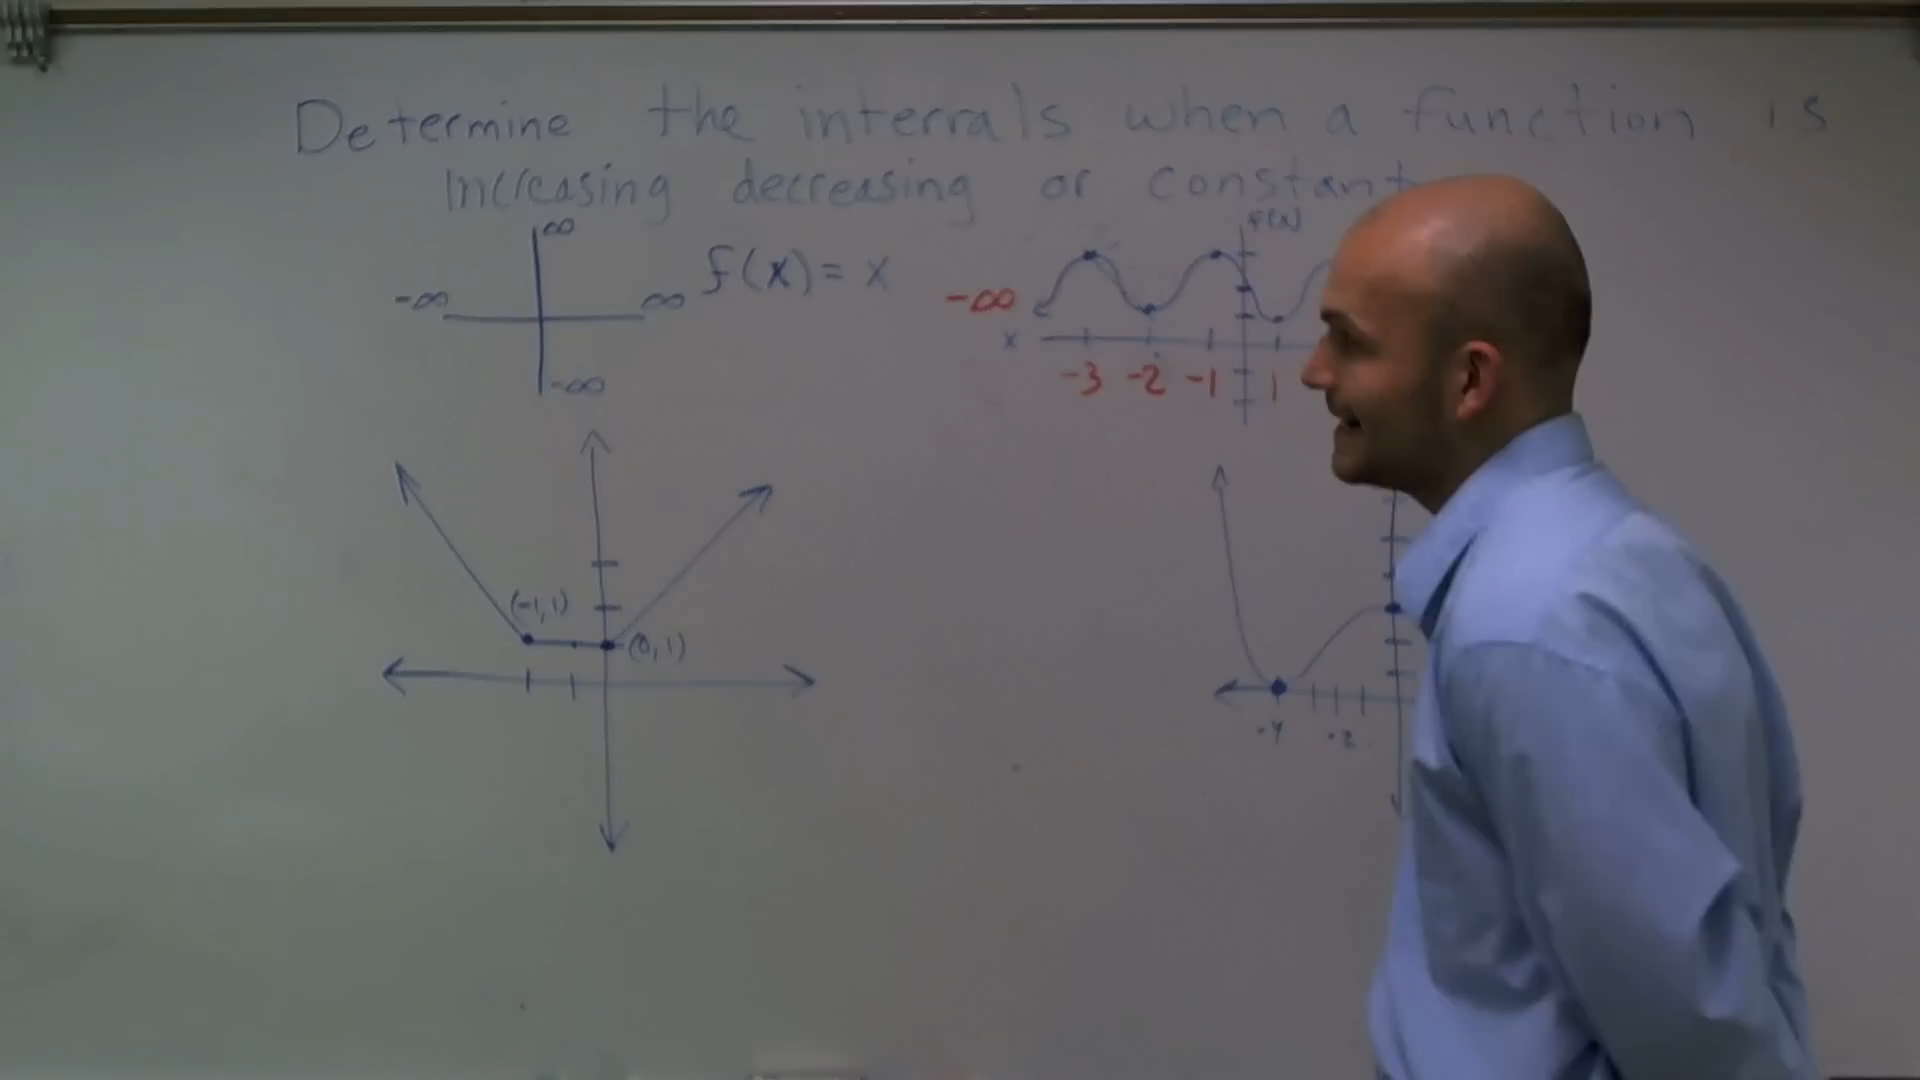 Determine the intervals when a function is
increasing decreasing or constant
∞
f(x)
-∞ ∞ f(x) = x
-∞
x
-∞
-3 -2 -1 1
(-1,1)
(0,1)
-4 -2